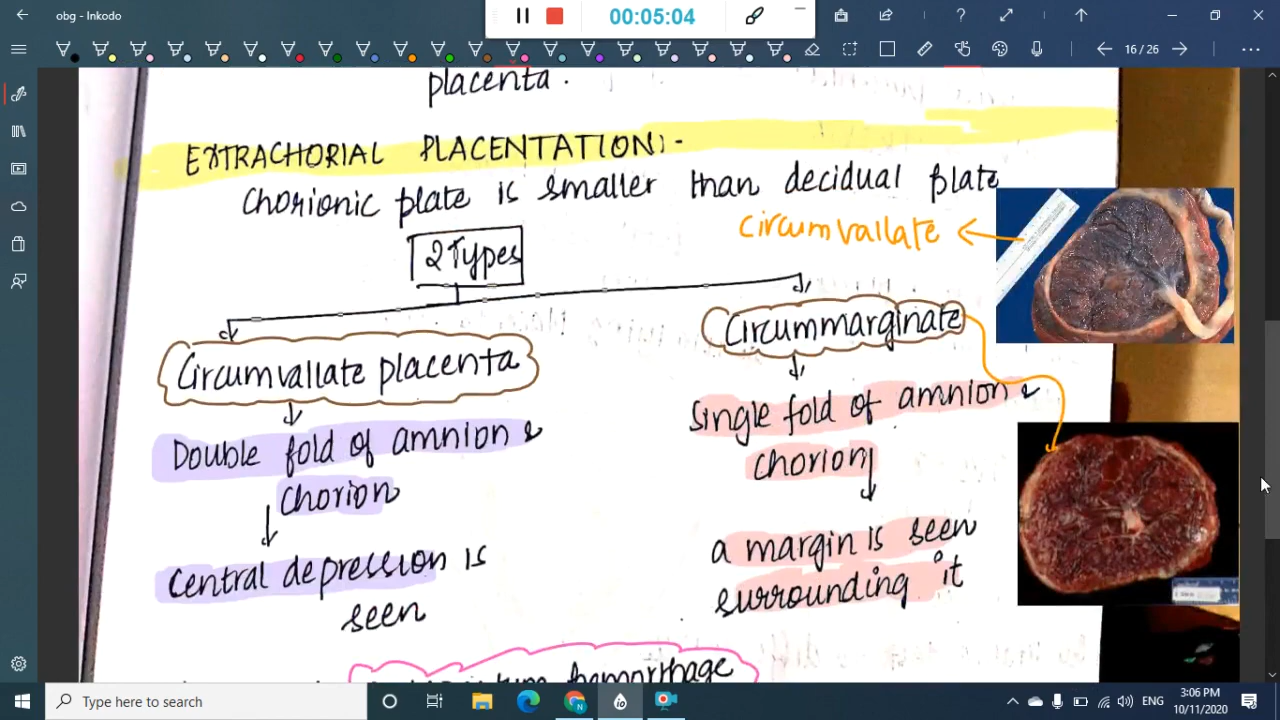 obg - Inkodo
00:05:04
16 / 26
placenta.
EXTRACHORIAL PLACENTATION:-
Chorionic plate is smaller than decidual plate
Circumvallate
2 Types
Circumvallate placenta
Circummarginate
Double fold of amnion &
chorion
Single fold of amnion &
chorion
Central depression is
seen
a margin is seen
surrounding it
hemorrhage
Type here to search
ENG
3:06 PM
10/11/2020